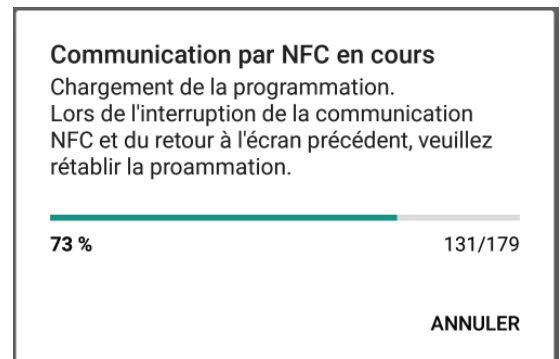 Communication par NFC en cours
Chargement de la programmation.
Lors de l'interruption de la communication
NFC et du retour à l'écran précédent, veuillez
rétablir la proammation.
73 %
131/179
ANNULER